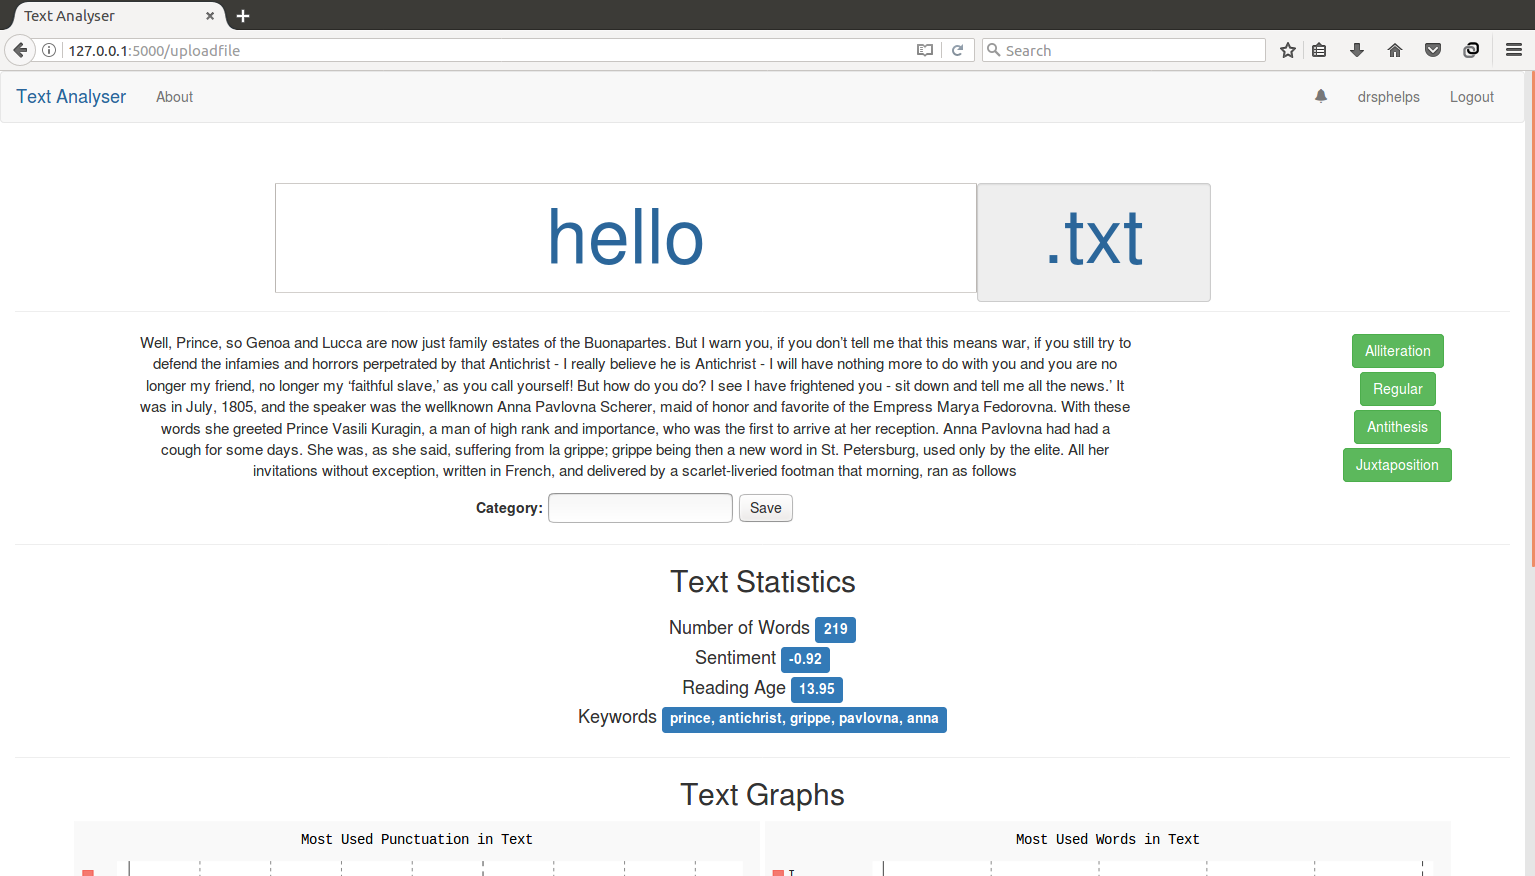 Text Analyser
127.0.0.1:5000/uploadfile
Search
Text Analyser About drsphelps Logout
hello .txt
Well, Prince, so Genoa and Lucca are now just family estates of the Buonapartes. But I warn you, if you don’t tell me that this means war, if you still try to
defend the infamies and horrors perpetrated by that Antichrist - I really believe he is Antichrist - I will have nothing more to do with you and you are no
longer my friend, no longer my ‘faithful slave,’ as you call yourself! But how do you do? I see I have frightened you - sit down and tell me all the news.’ It
was in July, 1805, and the speaker was the wellknown Anna Pavlovna Scherer, maid of honor and favorite of the Empress Marya Fedorovna. With these
words she greeted Prince Vasili Kuragin, a man of high rank and importance, who was the first to arrive at her reception. Anna Pavlovna had had a
cough for some days. She was, as she said, suffering from la grippe; grippe being then a new word in St. Petersburg, used only by the elite. All her
invitations without exception, written in French, and delivered by a scarlet-liveried footman that morning, ran as follows
Alliteration
Regular
Antithesis
Juxtaposition
Category: Save
Text Statistics
Number of Words 219
Sentiment -0.92
Reading Age 13.95
Keywords prince, antichrist, grippe, pavlovna, anna
Text Graphs
Most Used Punctuation in Text
Most Used Words in Text